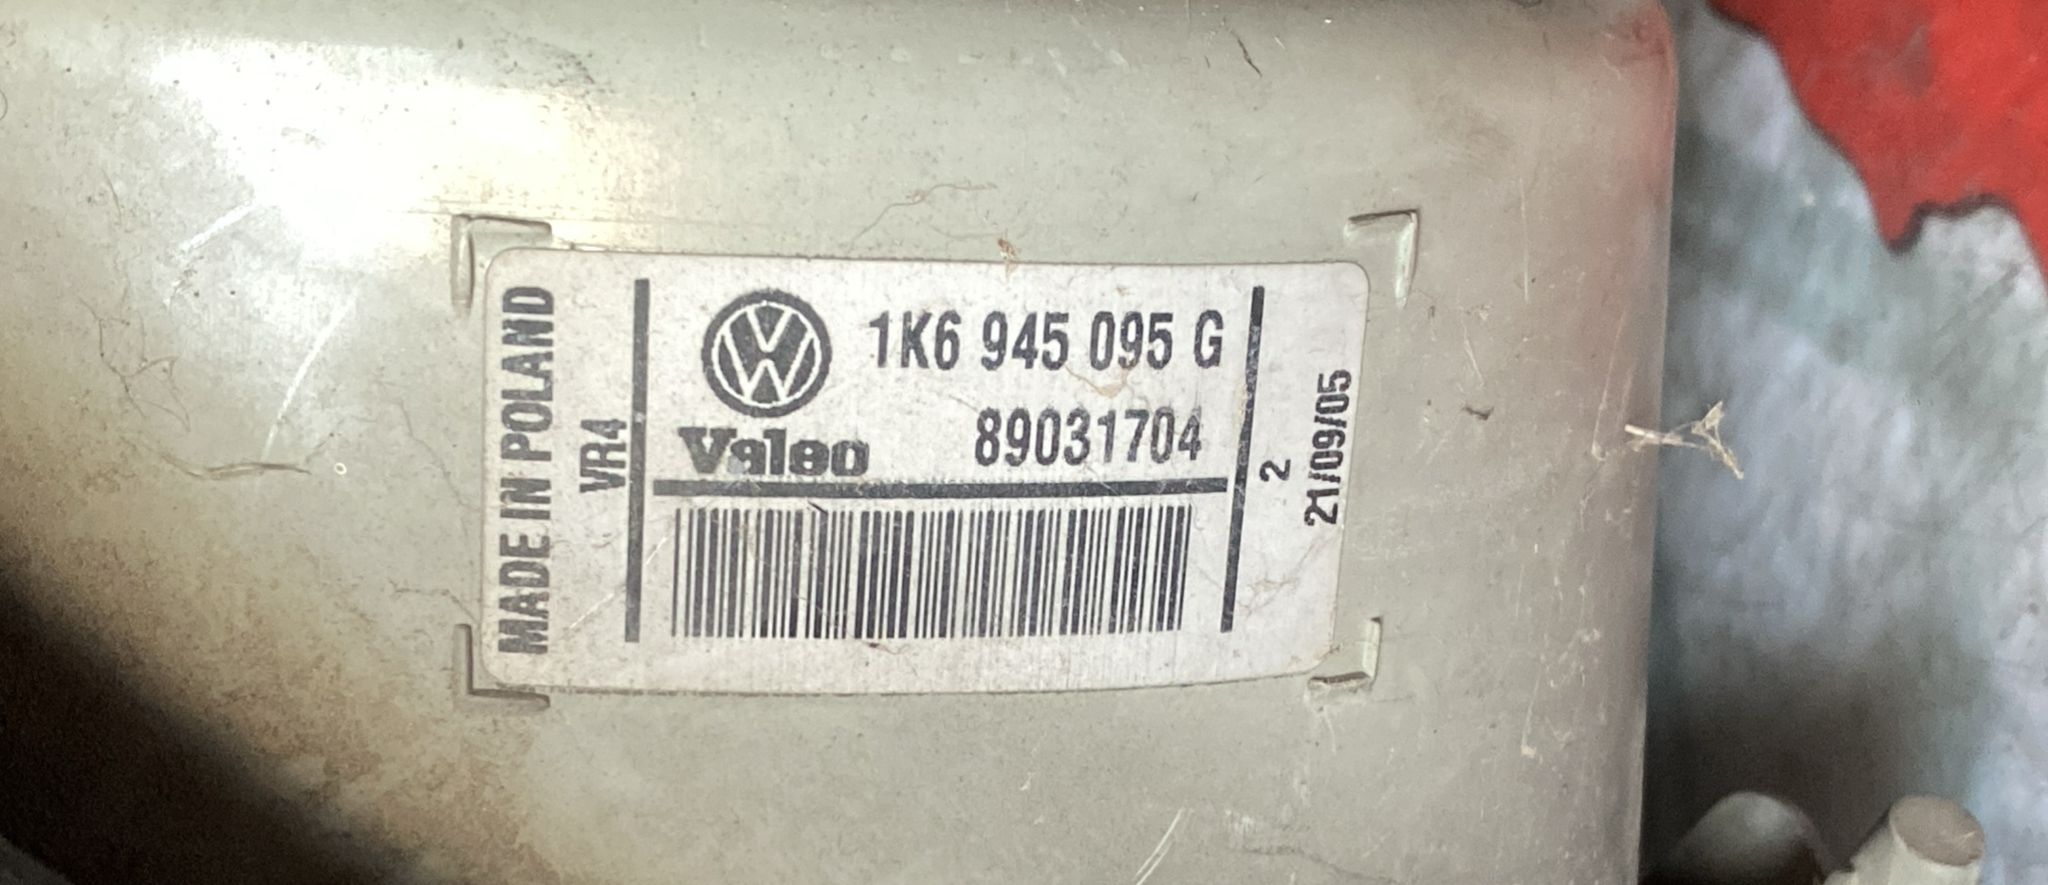 MADE IN POLAND
VR4
1K6 945 095 G
Valeo 89031704
2
21/09/05